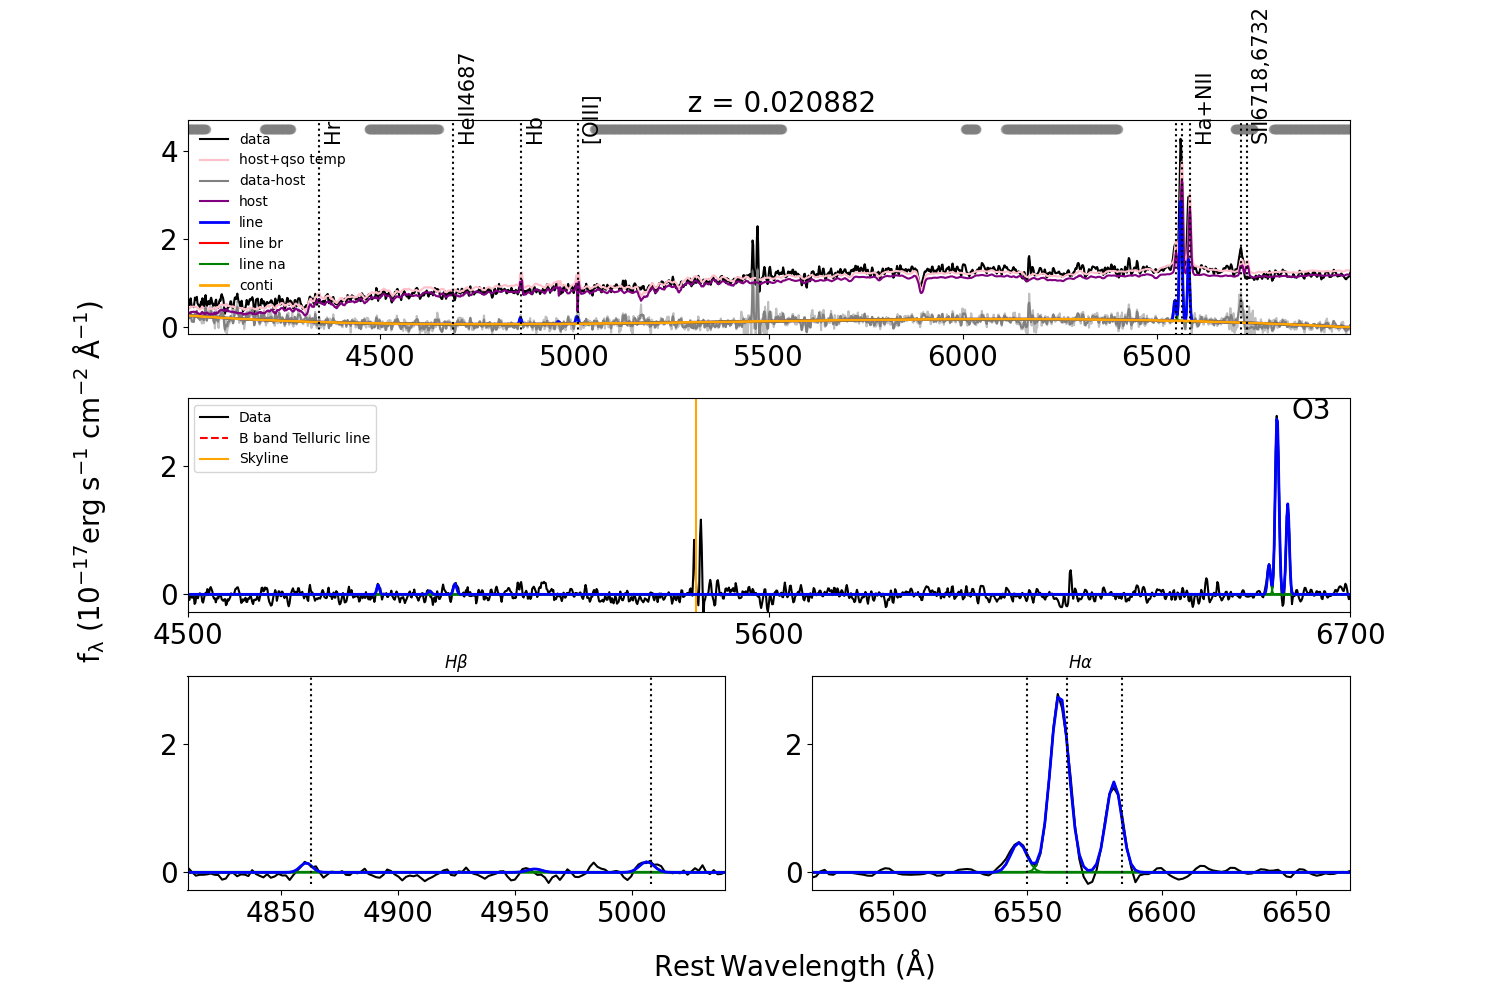 z = 0.020882
Hr
HeII4687
Hb
[OIII]
Ha+NII
SII6718,6732
data
host+qso temp
data-host
host
line
line br
line na
conti
4
2
0
4500
5000
5500
6000
6500
fλ (10⁻¹⁷erg s⁻¹ cm⁻² Å⁻¹)
Data
B band Telluric line
Skyline
O3
2
0
4500
5600
6700
Hβ
2
0
4850
4900
4950
5000
Hα
2
0
6500
6550
6600
6650
Rest Wavelength (Å)